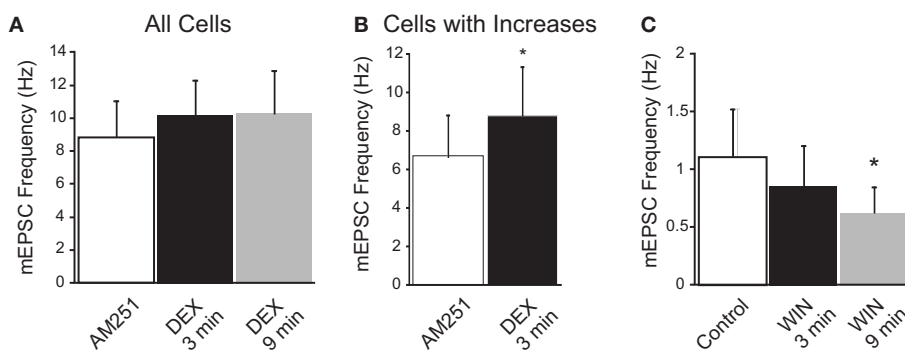 A All Cells
mEPSC Frequency (Hz)
14
12
10
8
6
4
2
0
AM251
DEX
3 min
DEX
9 min
B Cells with Increases
mEPSC Frequency (Hz)
12
10
8
6
4
2
0
*
AM251
DEX
3 min
C
mEPSC Frequency (Hz)
2
1.5
1
0.5
0
*
Control
WIN
3 min
WIN
9 min